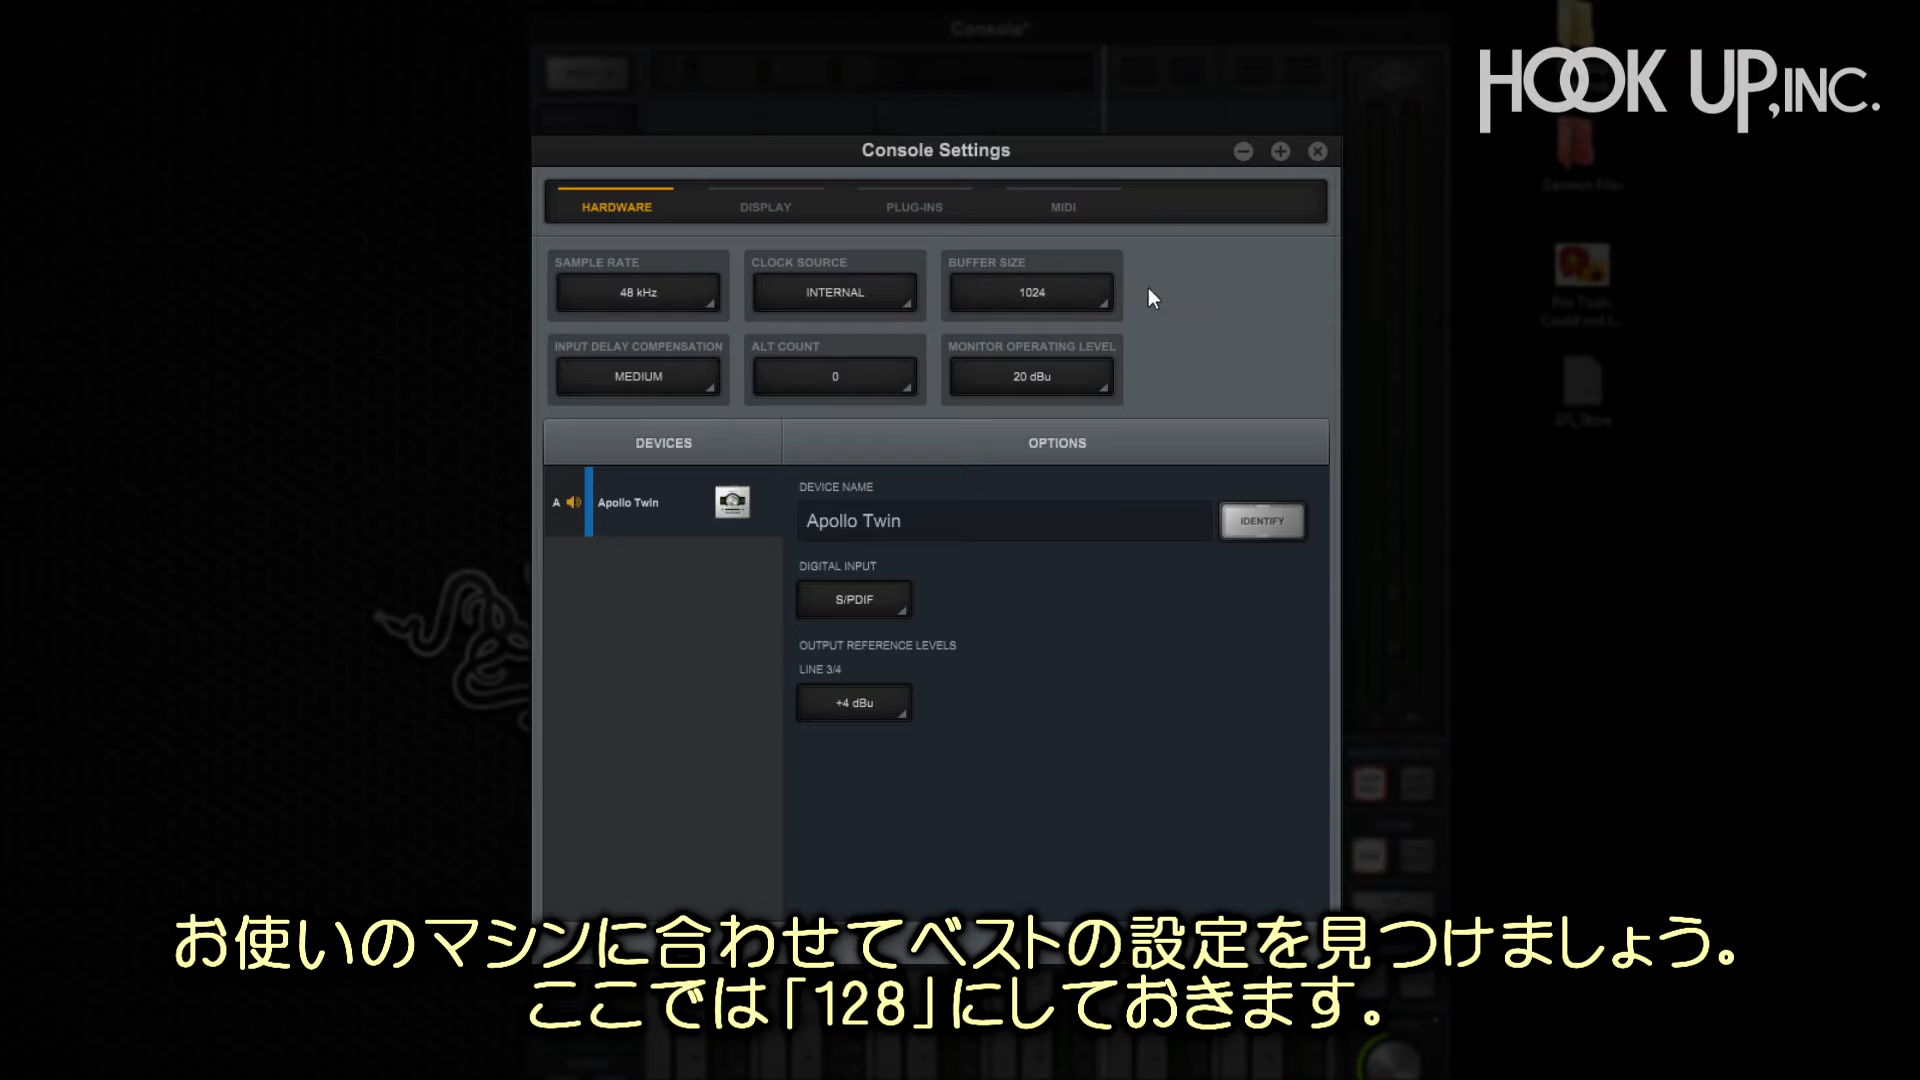 Console*
HOOK UP,INC.
Console Settings
HARDWARE
DISPLAY
PLUG-INS
MIDI
SAMPLE RATE
CLOCK SOURCE
BUFFER SIZE
48 kHz
INTERNAL
1024
INPUT DELAY COMPENSATION
ALT COUNT
MONITOR OPERATING LEVEL
MEDIUM
0
20 dBu
DEVICES
OPTIONS
A
Apollo Twin
DEVICE NAME
Apollo Twin
IDENTIFY
DIGITAL INPUT
S/PDIF
OUTPUT REFERENCE LEVELS
LINE 3/4
+4 dBu
お使いのマシンに合わせてベストの設定を見つけましょう。
ここでは「128」にしておきます。